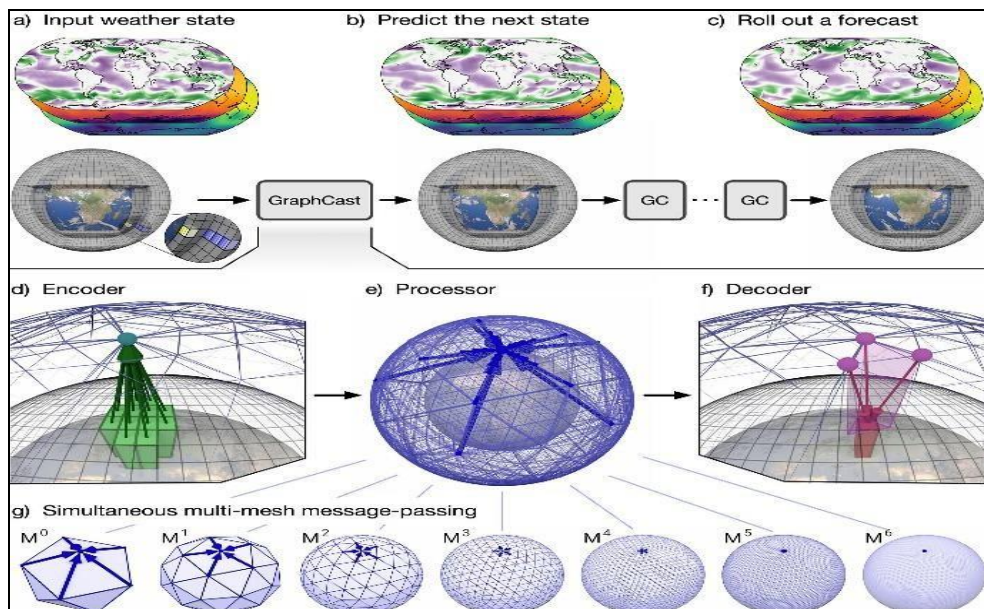 a) Input weather state
b) Predict the next state
c) Roll out a forecast
GraphCast
GC
...
GC
d) Encoder
e) Processor
f) Decoder
g) Simultaneous multi-mesh message-passing
M⁰
M¹
M²
M³
M⁴
M⁵
M⁶